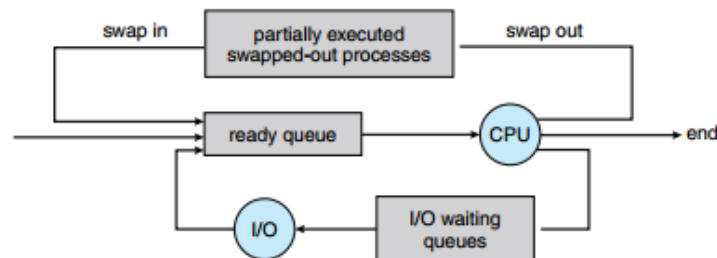 swap in
partially executed
swapped-out processes
swap out
ready queue
CPU
end
I/O
I/O waiting
queues